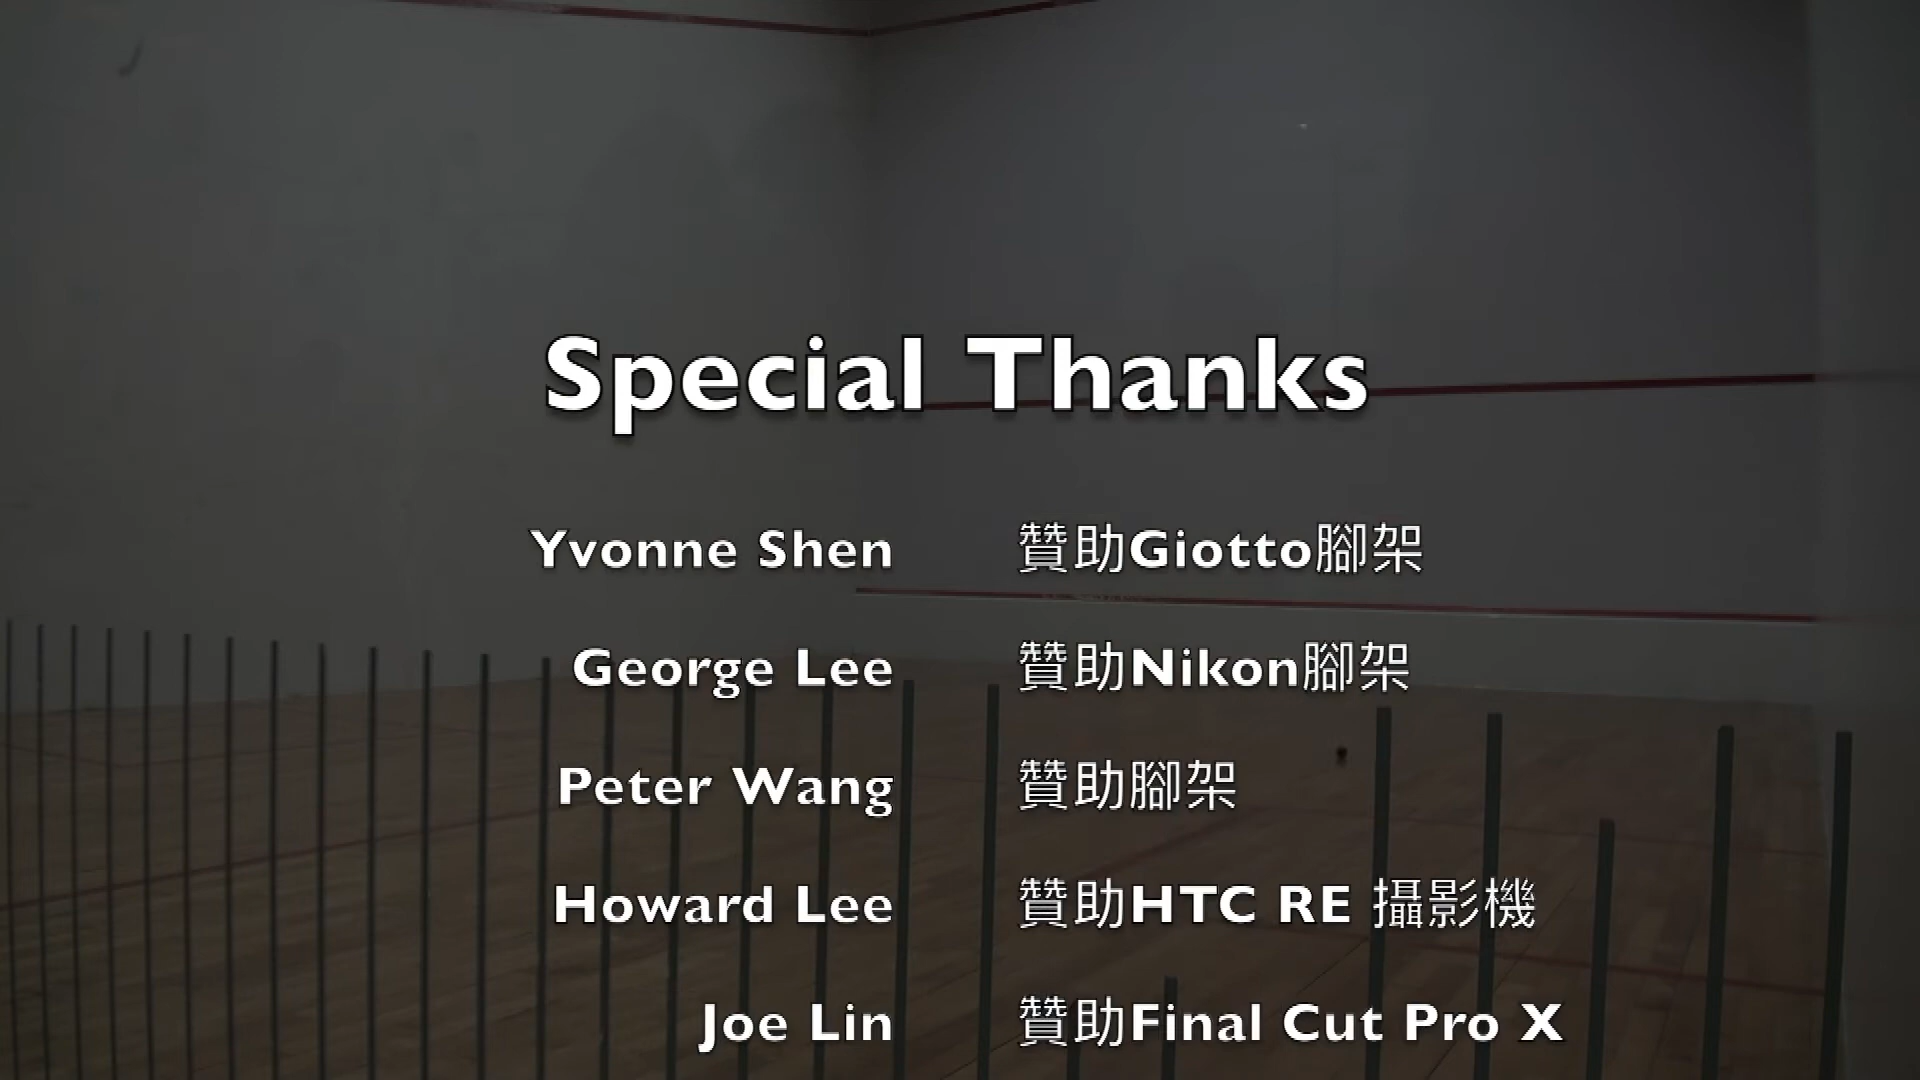 Special Thanks
Yvonne Shen 贊助Giotto腳架
George Lee 贊助Nikon腳架
Peter Wang 贊助腳架
Howard Lee 贊助HTC RE 攝影機
Joe Lin 贊助Final Cut Pro X